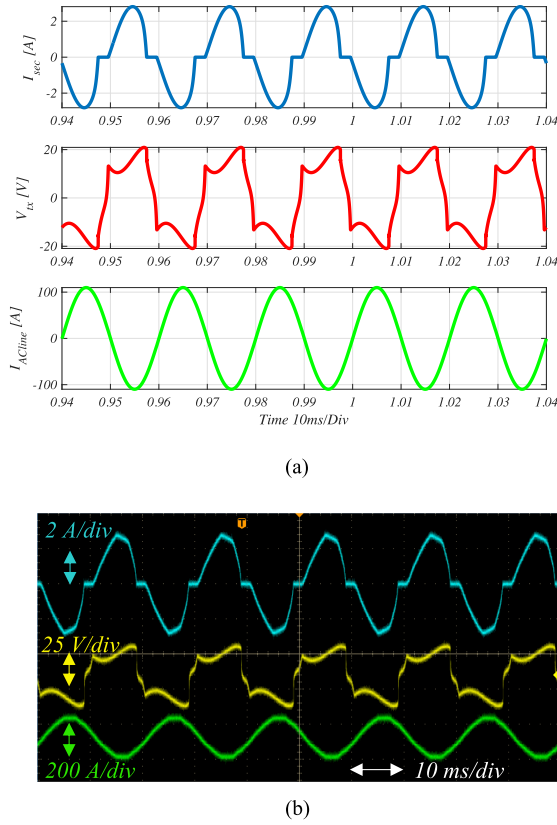 2
0
-2
I_sec [A]
0.94 0.95 0.96 0.97 0.98 0.99 1 1.01 1.02 1.03 1.04
20
0
-20
V_tx [V]
0.94 0.95 0.96 0.97 0.98 0.99 1 1.01 1.02 1.03 1.04
100
0
-100
I_ACline [A]
0.94 0.95 0.96 0.97 0.98 0.99 1 1.01 1.02 1.03 1.04
Time 10ms/Div
(a)
T
2 A/div
25 V/div
200 A/div
10 ms/div
(b)